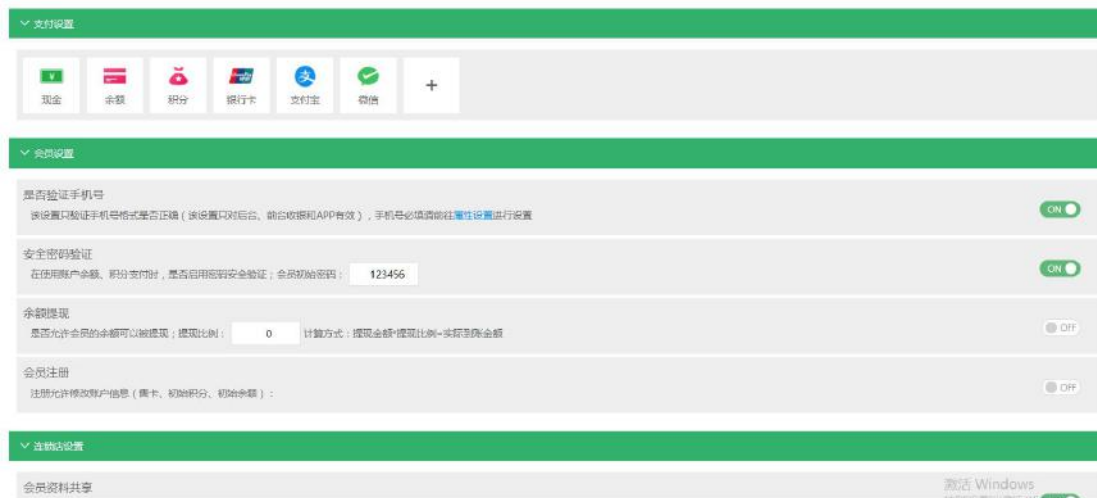 支付设置
¥
现金
余额
积分
银行卡
支付宝
微信
+
会员设置
是否验证手机号
该设置只验证手机号格式是否正确(该设置只对后台、前台收银和APP有效),手机号必填请前往属性设置进行设置
ON
安全密码验证
在使用账户余额、积分支付时,是否启用密码安全验证;会员初始密码: 123456
ON
余额提现
是否允许会员的余额可以被提现;提现比例: 0 计算方式:提现金额*提现比例=实际到账金额
OFF
会员注册
注册允许修改账户信息(售卡、初始积分、初始余额):
OFF
连锁店设置
会员资料共享
激活 Windows